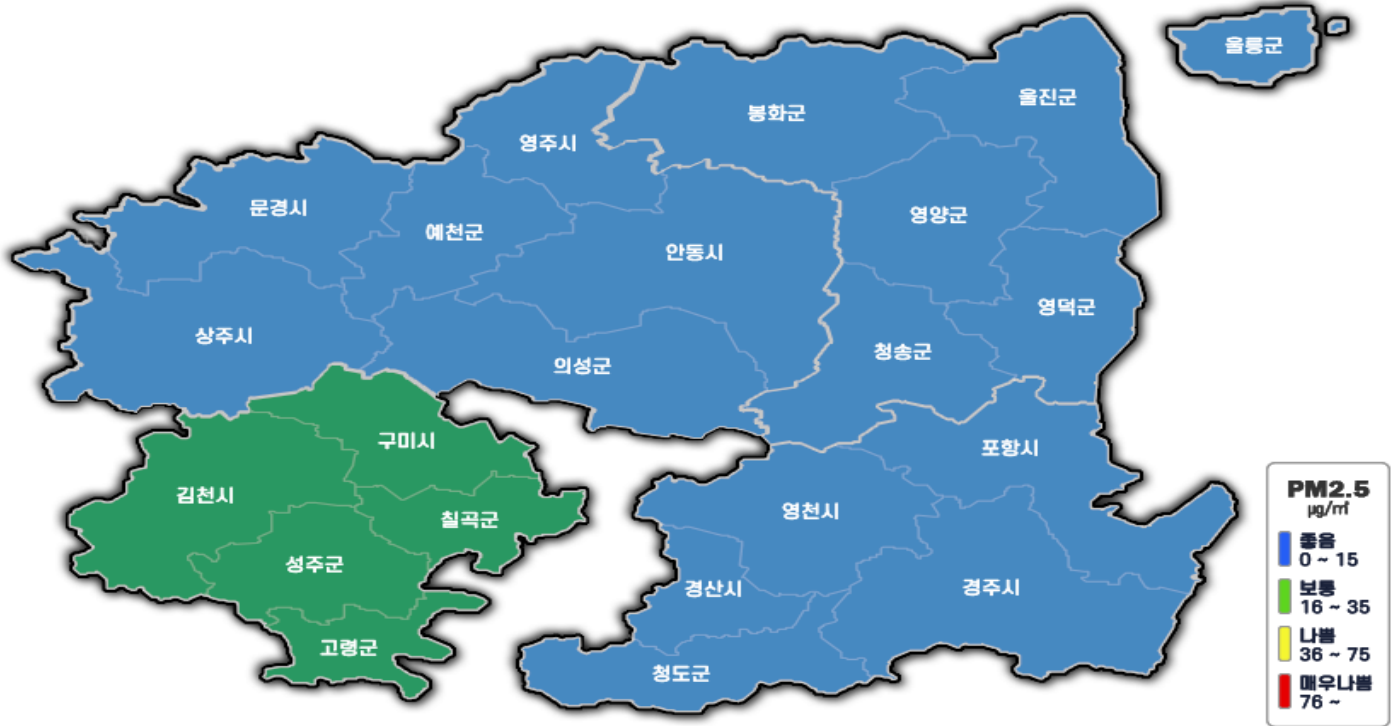 울릉군
울진군
봉화군
영주시
문경시
영양군
예천군
안동시
영덕군
상주시
청송군
의성군
구미시
포항시
김천시
영천시
칠곡군
성주군
경산시
경주시
고령군
청도군
PM2.5
㎍/㎥
좋음
0 ~ 15
보통
16 ~ 35
나쁨
36 ~ 75
매우나쁨
76 ~